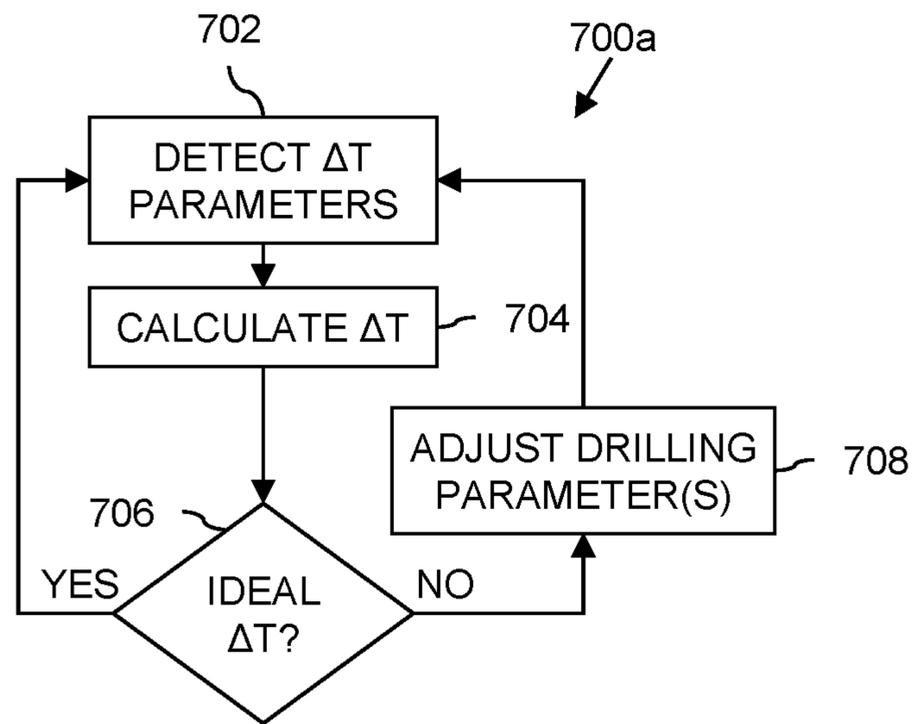 702
700a
DETECT ΔT
PARAMETERS
CALCULATE ΔT
704
ADJUST DRILLING
PARAMETER(S)
708
706
YES
IDEAL
ΔT?
NO